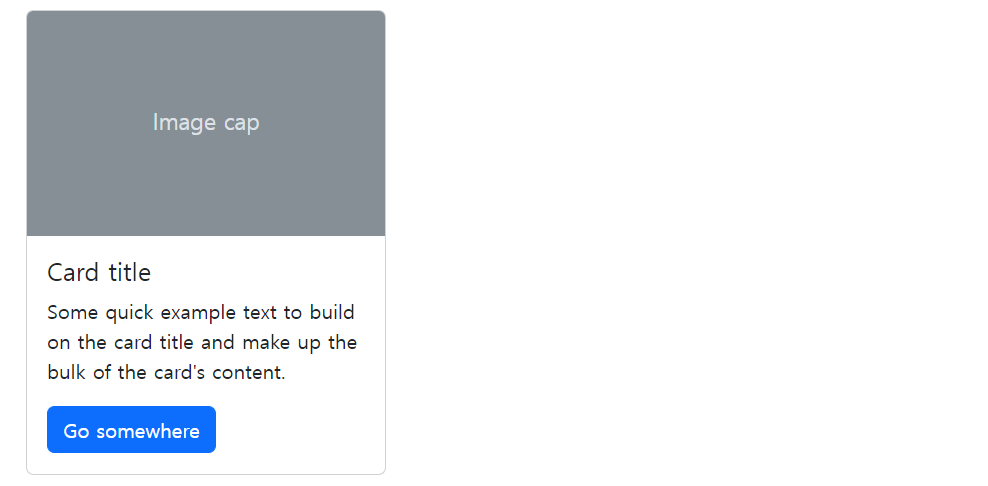 Image cap
Card title
Some quick example text to build
on the card title and make up the
bulk of the card's content.
Go somewhere